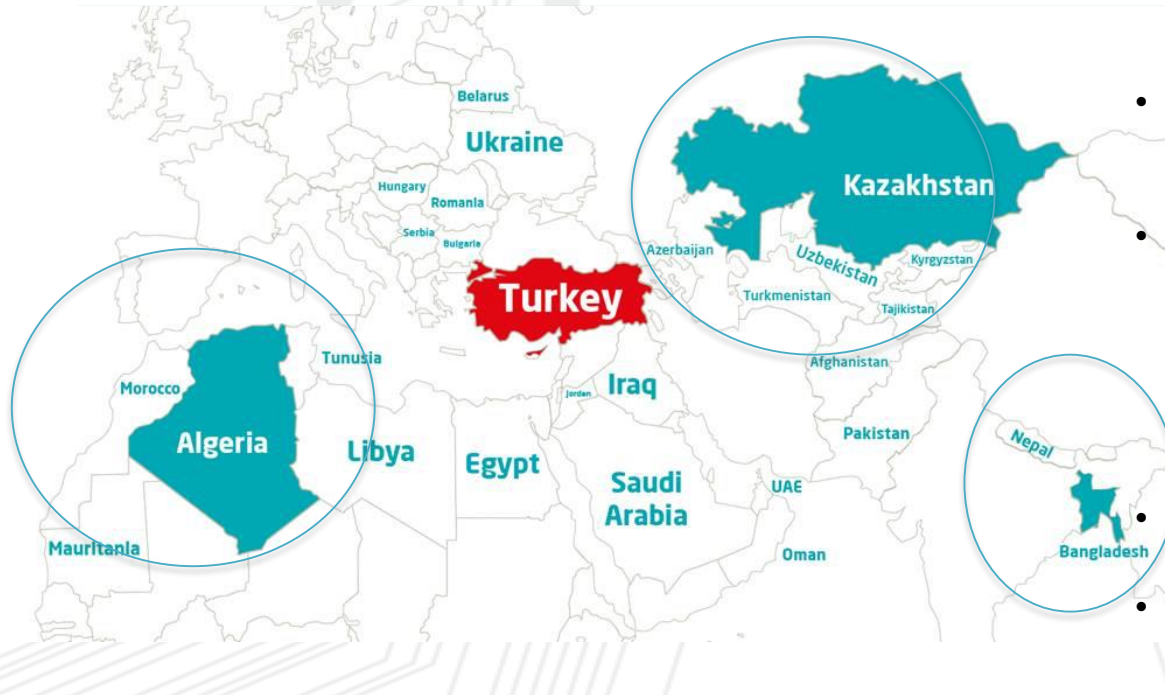 Belarus
Ukraine
Hungary
Romania
Serbia
Bulgaria
Turkey
Kazakhstan
Azerbaijan
Uzbekistan
Kyrgyzstan
Turkmenistan
Tajikistan
Afghanistan
Tunusia
Morocco
Algeria
Libya
Egypt
Jorden
Iraq
Saudi
Arabia
UAE
Oman
Pakistan
Nepal
Bangladesh
Mauritania
•
•
•
•